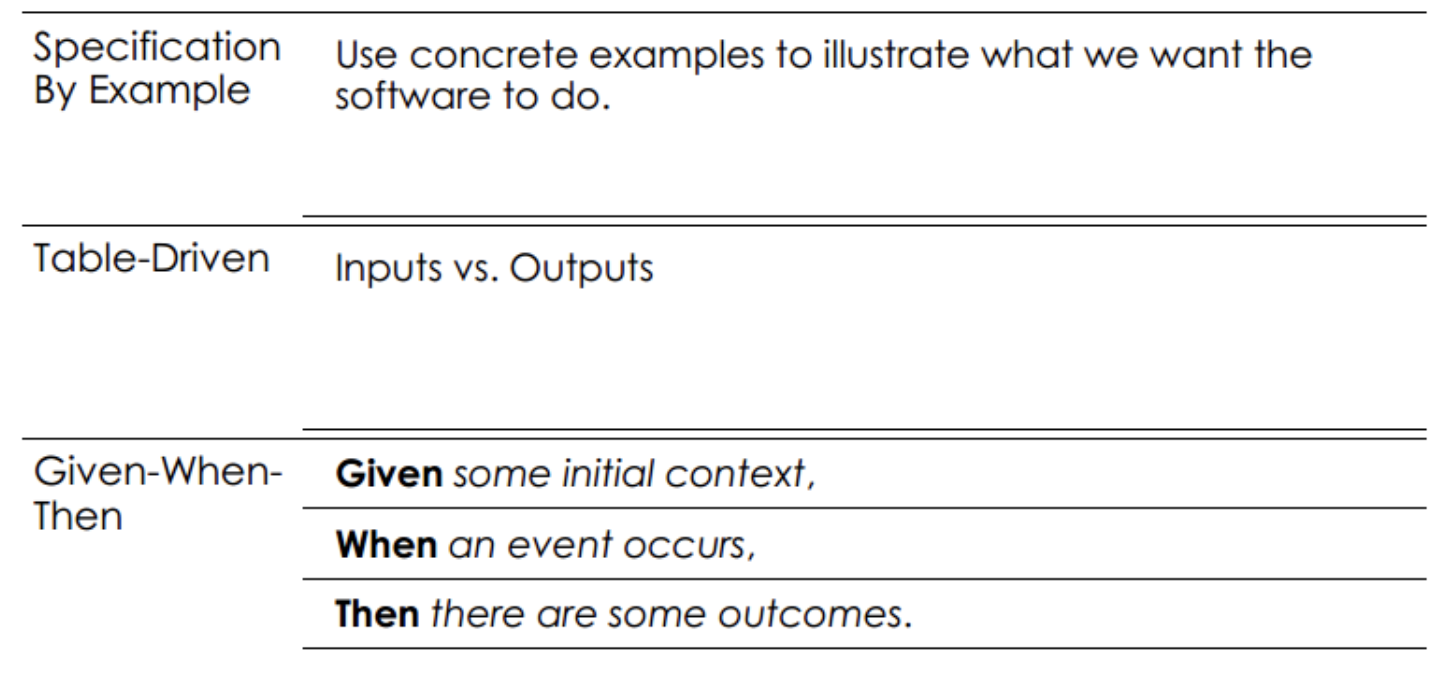 Specification
By Example
Use concrete examples to illustrate what we want the
software to do.
Table-Driven
Inputs vs. Outputs
Given-When-
Then
Given some initial context,
When an event occurs,
Then there are some outcomes.